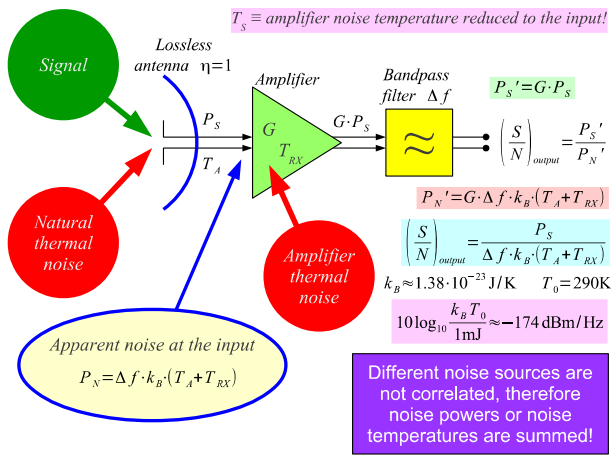 T_S ≡ amplifier noise temperature reduced to the input!
Signal
Lossless
antenna η=1
Amplifier
Bandpass
filter Δf
P_S
T_A
G
T_RX
G·P_S
≈
P_S'=G·P_S
(S/N)_output = P_S'/P_N'
Natural
thermal
noise
Amplifier
thermal
noise
P_N'=G·Δf·k_B·(T_A+T_RX)
(S/N)_output = P_S/(Δf·k_B·(T_A+T_RX))
k_B≈1.38·10^-23 J/K T_0=290K
10 log_10 (k_B T_0/1mJ) ≈ −174 dBm/Hz
Apparent noise at the input
P_N=Δf·k_B·(T_A+T_RX)
Different noise sources are
not correlated, therefore
noise powers or noise
temperatures are summed!